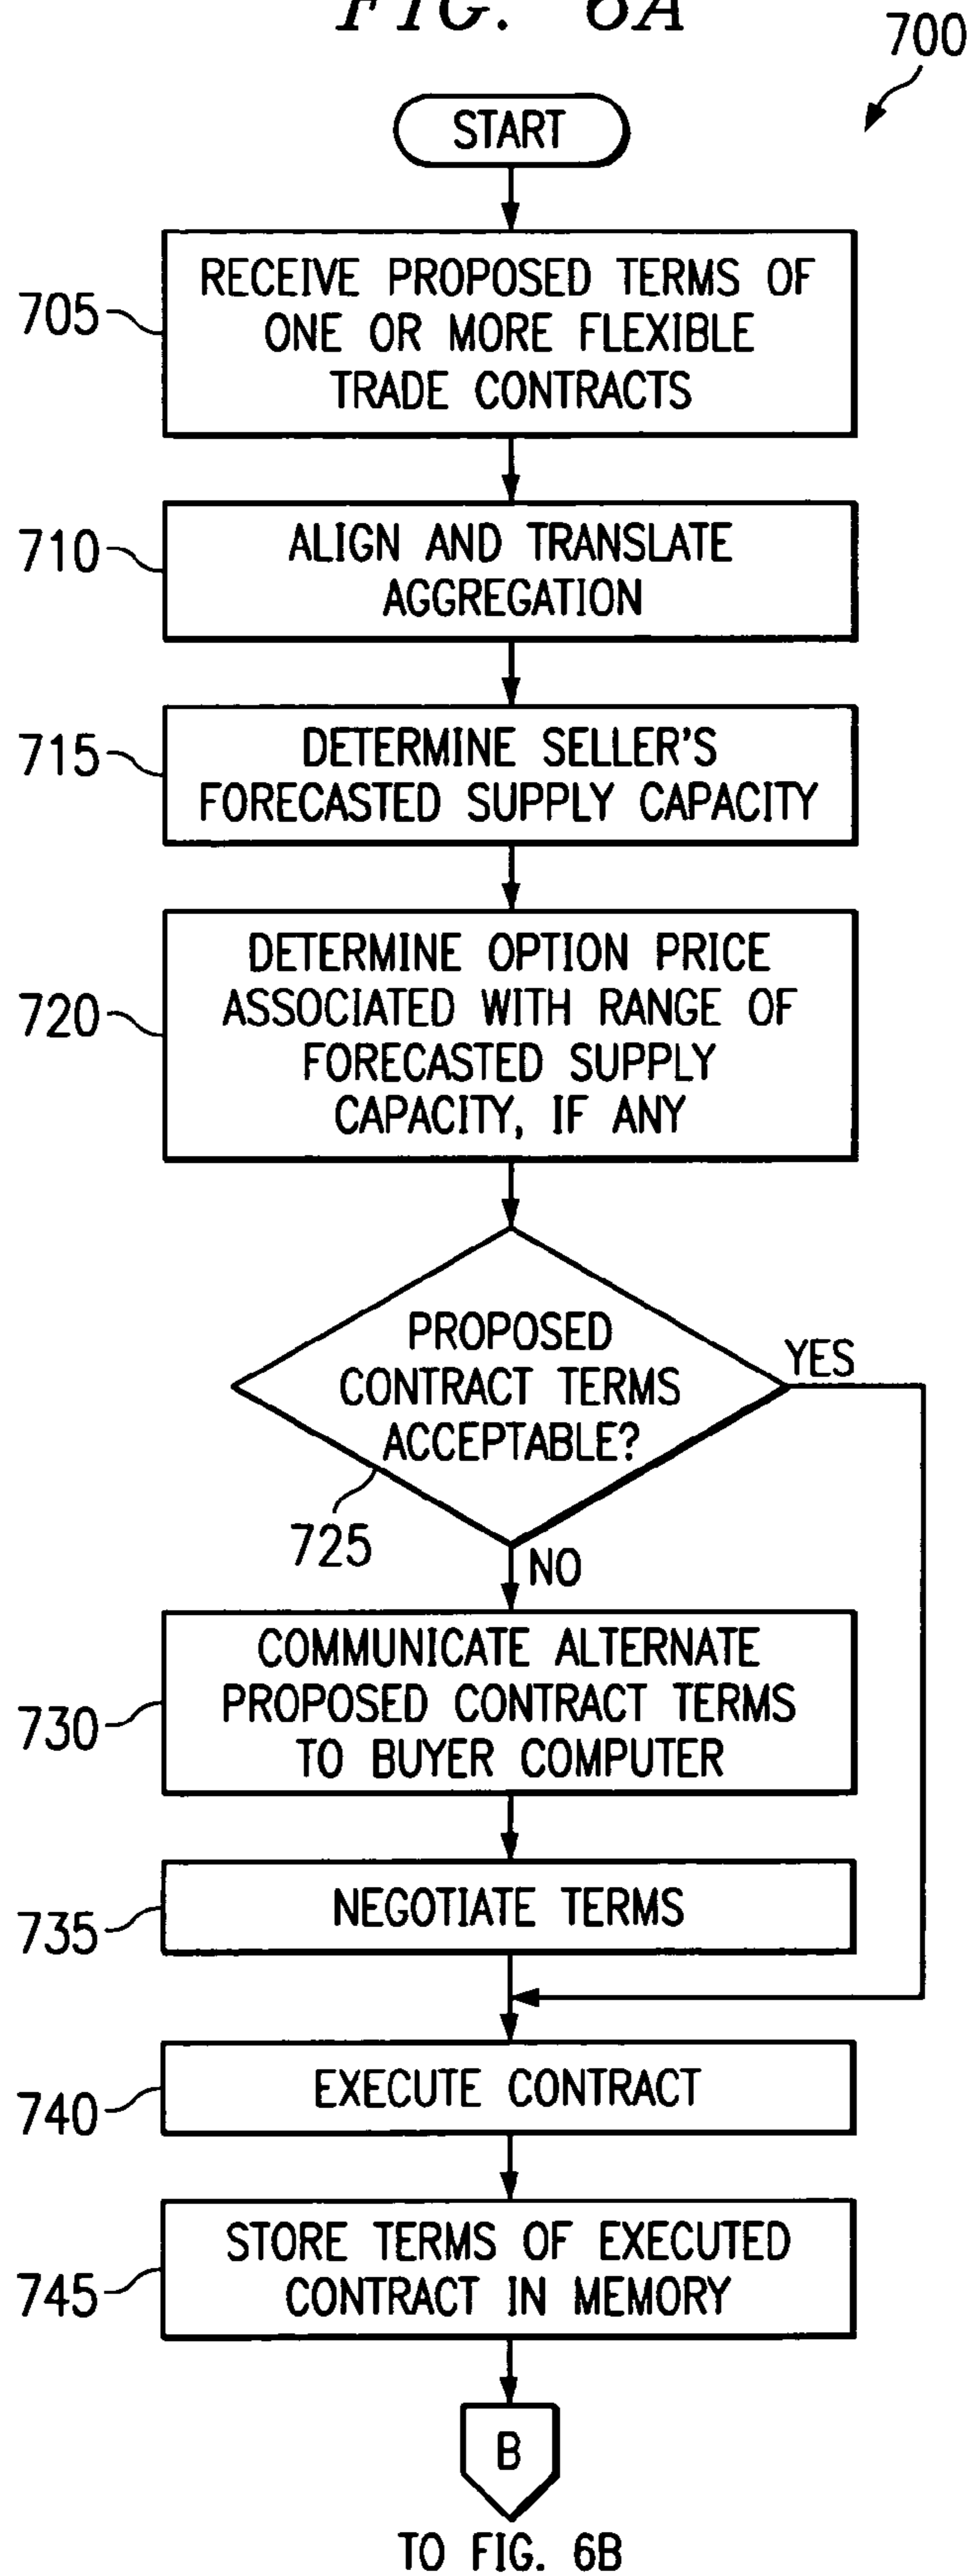 FIG. 6A
700
START
705
RECEIVE PROPOSED TERMS OF
ONE OR MORE FLEXIBLE
TRADE CONTRACTS
710
ALIGN AND TRANSLATE
AGGREGATION
715
DETERMINE SELLER'S
FORECASTED SUPPLY CAPACITY
720
DETERMINE OPTION PRICE
ASSOCIATED WITH RANGE OF
FORECASTED SUPPLY
CAPACITY, IF ANY
PROPOSED
CONTRACT TERMS
ACCEPTABLE?
YES
725
NO
730
COMMUNICATE ALTERNATE
PROPOSED CONTRACT TERMS
TO BUYER COMPUTER
735
NEGOTIATE TERMS
740
EXECUTE CONTRACT
745
STORE TERMS OF EXECUTED
CONTRACT IN MEMORY
B
TO FIG. 6B